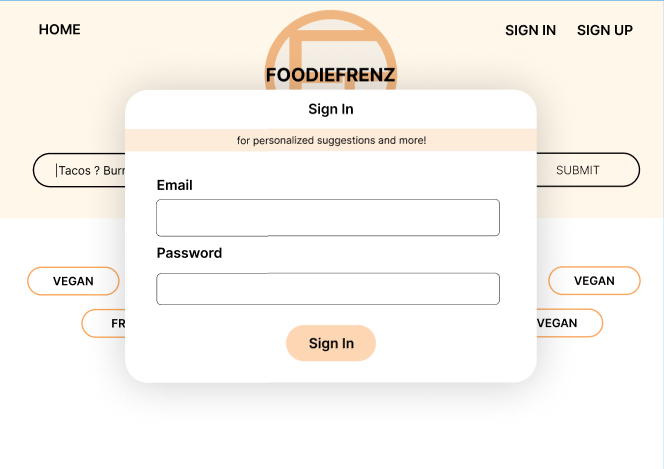 HOME
SIGN IN
SIGN UP
FOODIEFRENZ
Sign In
for personalized suggestions and more!
Tacos ? Burr
SUBMIT
Email
Password
VEGAN
VEGAN
FR
VEGAN
Sign In